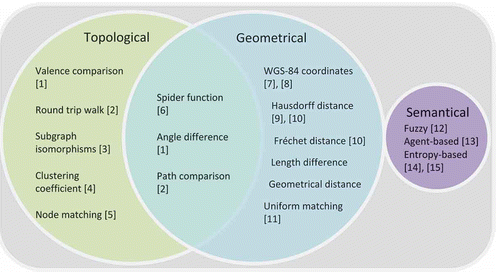 Topological
Valence comparison
[1]
Round trip walk [2]
Subgraph
isomorphisms [3]
Clustering
coefficient [4]
Node matching [5]
Spider function
[6]
Angle difference
[1]
Path comparison
[2]
Geometrical
WGS-84 coordinates
[7], [8]
Hausdorff distance
[9], [10]
Fréchet distance [10]
Length difference
Geometrical distance
Uniform matching
[11]
Semantical
Fuzzy [12]
Agent-based [13]
Entropy-based
[14], [15]